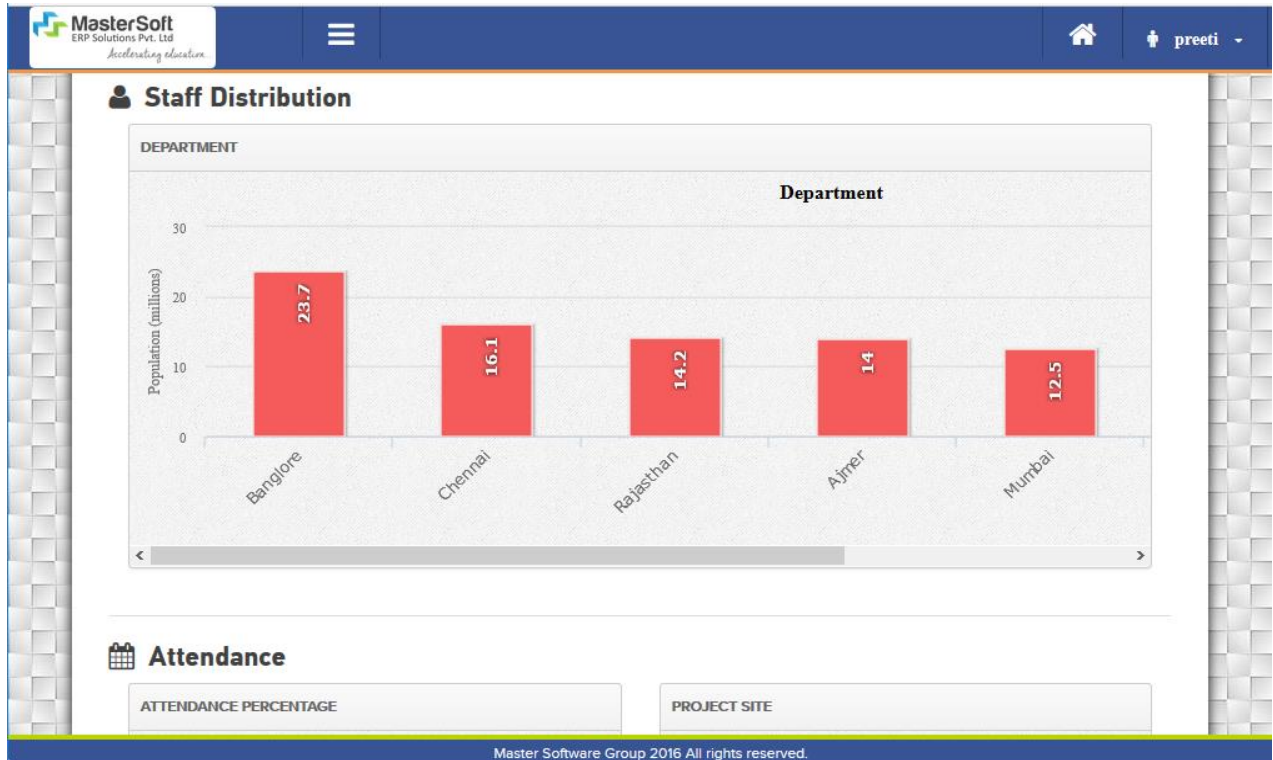 MasterSoft
ERP Solutions Pvt. Ltd
Accelerating education
preeti
Staff Distribution
DEPARTMENT
Department
Population (millions)
30
20
10
0
23.7
16.1
14.2
14
12.5
Banglore
Chennai
Rajasthan
Ajmer
Mumbai
Attendance
ATTENDANCE PERCENTAGE
PROJECT SITE
Master Software Group 2016 All rights reserved.